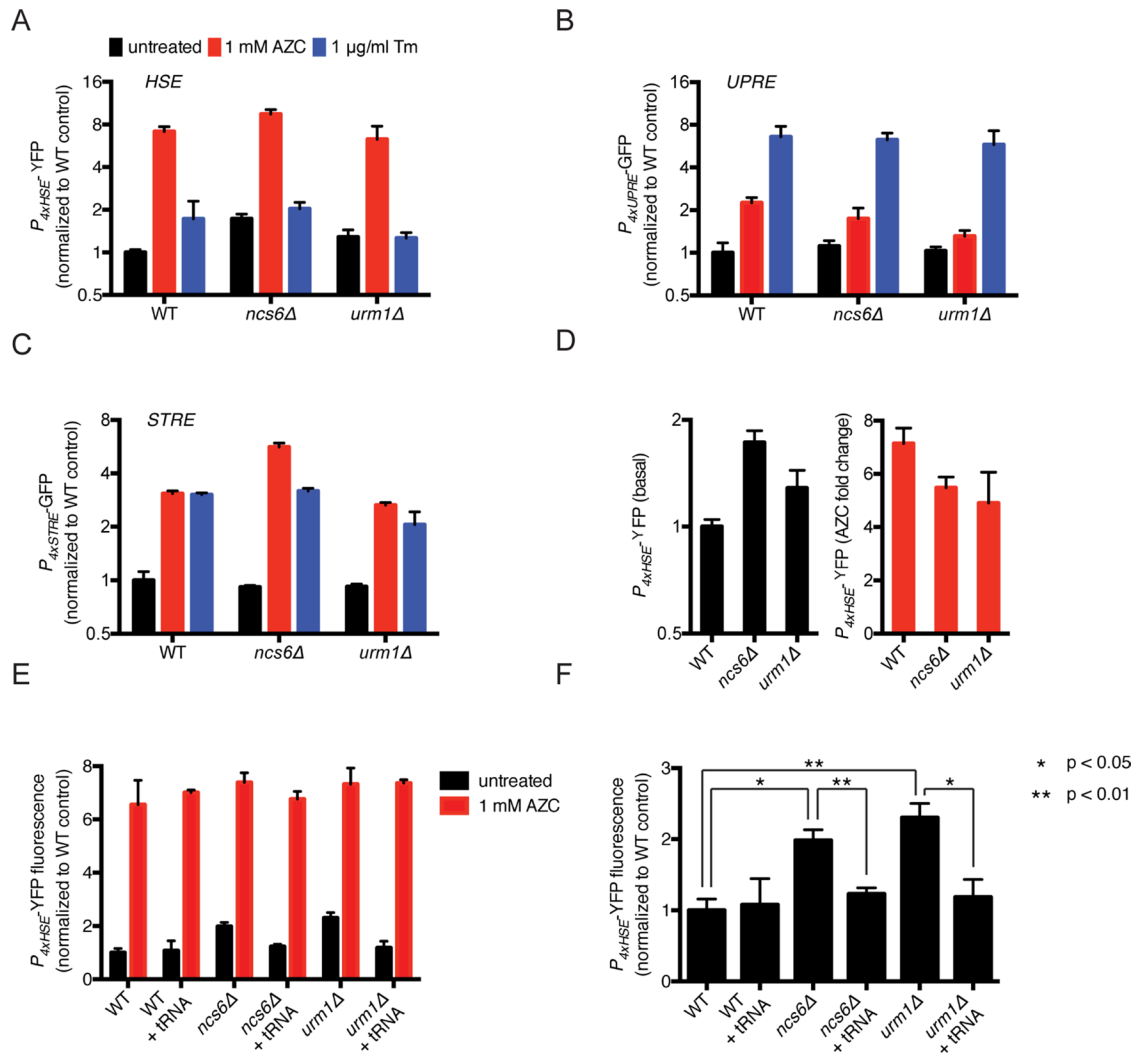 A
untreated 1 mM AZC 1 µg/ml Tm
HSE
P4xHSE- YFP
(normalized to WT control)
16
8
4
2
1
0.5
WT ncs6Δ urm1Δ
B
UPRE
P4xUPRE-GFP
(normalized to WT control)
16
8
4
2
1
0.5
WT ncs6Δ urm1Δ
C
STRE
P4xSTRE-GFP
(normalized to WT control)
8
4
2
1
0.5
WT ncs6Δ urm1Δ
D
P4xHSE- YFP (basal)
2
1
0.5
WT ncs6Δ urm1Δ
P4xHSE- YFP (AZC fold change)
8
6
4
2
0
WT ncs6Δ urm1Δ
E
P4xHSE-YFP fluorescence
(normalized to WT control)
8
6
4
2
0
untreated
1 mM AZC
WT
WT
+ tRNA
ncs6Δ
ncs6Δ
+ tRNA
urm1Δ
urm1Δ
+ tRNA
F
P4xHSE-YFP fluorescence
(normalized to WT control)
3
2
1
0
**
* ** *
* p < 0.05
** p < 0.01
WT
WT
+ tRNA
ncs6Δ
ncs6Δ
+ tRNA
urm1Δ
urm1Δ
+ tRNA